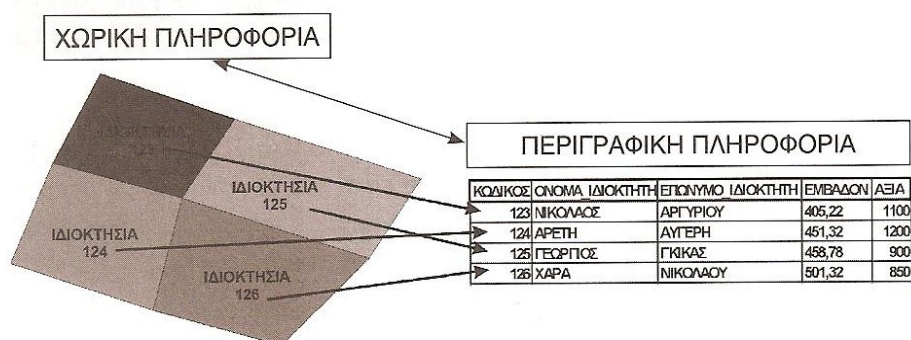 ΧΩΡΙΚΗ ΠΛΗΡΟΦΟΡΙΑ
ΠΕΡΙΓΡΑΦΙΚΗ ΠΛΗΡΟΦΟΡΙΑ
ΙΔΙΟΚΤΗΣΙΑ
123
ΙΔΙΟΚΤΗΣΙΑ
125
ΙΔΙΟΚΤΗΣΙΑ
124
ΙΔΙΟΚΤΗΣΙΑ
126
ΚΩΔΙΚΟΣ ΟΝΟΜΑ_ΙΔΙΟΚΤΗΤΗ ΕΠΩΝΥΜΟ_ΙΔΙΟΚΤΗΤΗ ΕΜΒΑΔΟΝ ΑΞΙΑ
123 ΝΙΚΟΛΑΟΣ ΑΡΓΥΡΙΟΥ 405,22 1100
124 ΑΡΕΤΗ ΑΥΓΕΡΗ 451,32 1200
125 ΓΕΩΡΓΙΟΣ ΓΚΙΚΑΣ 458,78 900
126 ΧΑΡΑ ΝΙΚΟΛΑΟΥ 501,32 850